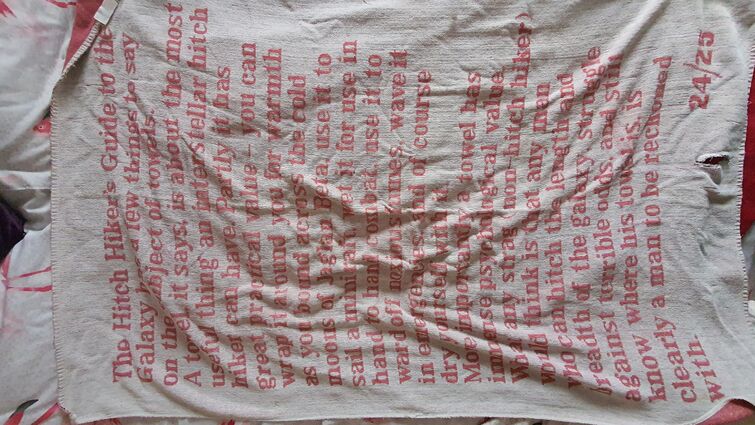 The Hitch Hiker's Guide to the
Galaxy has a few things to say
on the subject of towels.
A towel, it says, is about the most
useful thing an interstellar hitch
hiker can have. Partly it has
great practical value – you can
wrap it around you for warmth
as you bound across the cold
moons of Jaglan Beta, use it to
sail a miniraft, wet it for use in
hand to hand combat, use it to
ward off noxious fumes, wave it
in emergencies, and of course
dry yourself with it.
More importantly, a towel has
immense psychological value.
What any strag (non-hitch hiker)
would think is that any man
who can hitch the length and
breadth of the galaxy, struggle
against terrible odds, and still
know where his towel is, is
clearly a man to be reckoned
with.
24/25